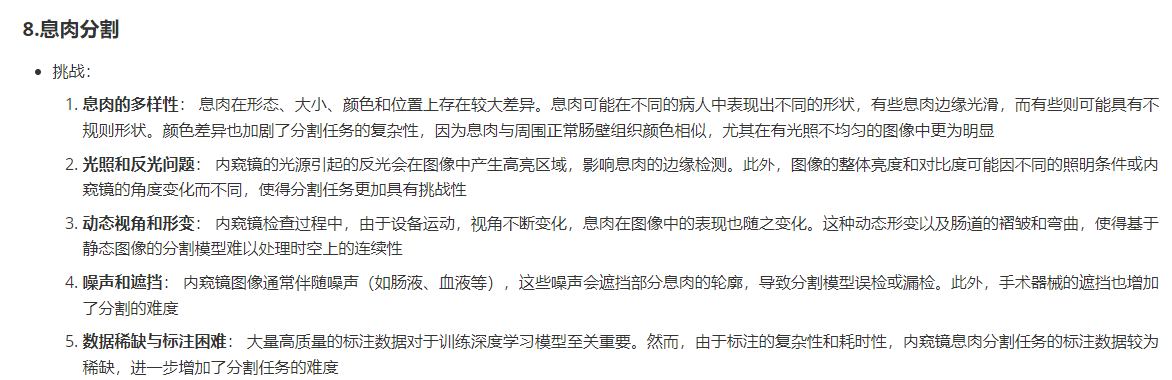 8.息肉分割
• 挑战：
1. 息肉的多样性： 息肉在形态、大小、颜色和位置上存在较大差异。息肉可能在不同的病人中表现出不同的形状，有些息肉边缘光滑，而有些则可能具有不
规则形状。颜色差异也加剧了分割任务的复杂性，因为息肉与周围正常肠壁组织颜色相似，尤其在有光照不均匀的图像中更为明显
2. 光照和反光问题： 内窥镜的光源引起的反光会在图像中产生高亮区域，影响息肉的边缘检测。此外，图像的整体亮度和对比度可能因不同的照明条件或内
窥镜的角度变化而不同，使得分割任务更加具有挑战性
3. 动态视角和形变： 内窥镜检查过程中，由于设备运动，视角不断变化，息肉在图像中的表现也随之变化。这种动态形变以及肠道的褶皱和弯曲，使得基于
静态图像的分割模型难以处理时空上的连续性
4. 噪声和遮挡： 内窥镜图像通常伴随噪声（如肠液、血液等），这些噪声会遮挡部分息肉的轮廓，导致分割模型误检或漏检。此外，手术器械的遮挡也增加
了分割的难度
5. 数据稀缺与标注困难： 大量高质量的标注数据对于训练深度学习模型至关重要。然而，由于标注的复杂性和耗时性，内窥镜息肉分割任务的标注数据较为
稀缺，进一步增加了分割任务的难度